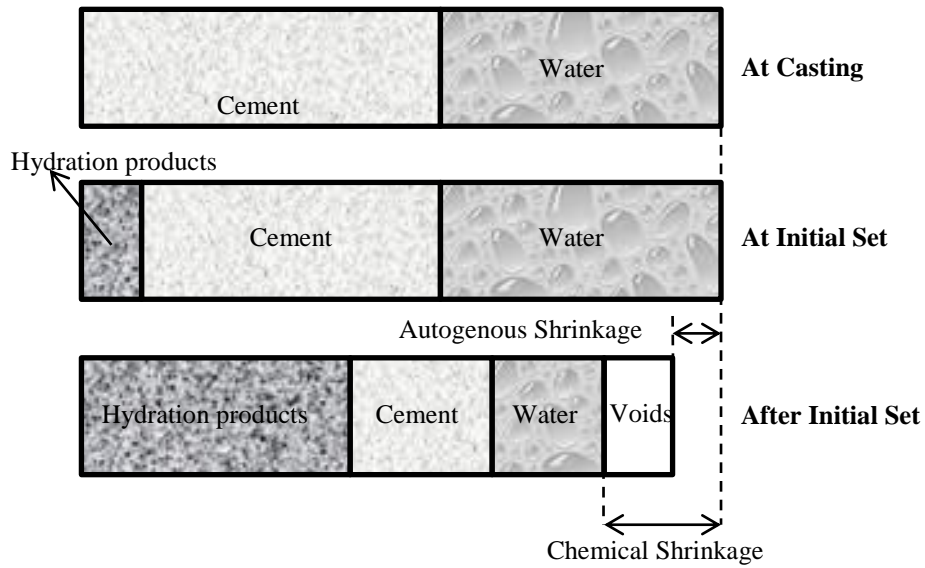 Water
At Casting
Cement
Hydration products
Cement
Water
At Initial Set
Autogenous Shrinkage
Hydration products
Cement
Water
Voids
After Initial Set
Chemical Shrinkage